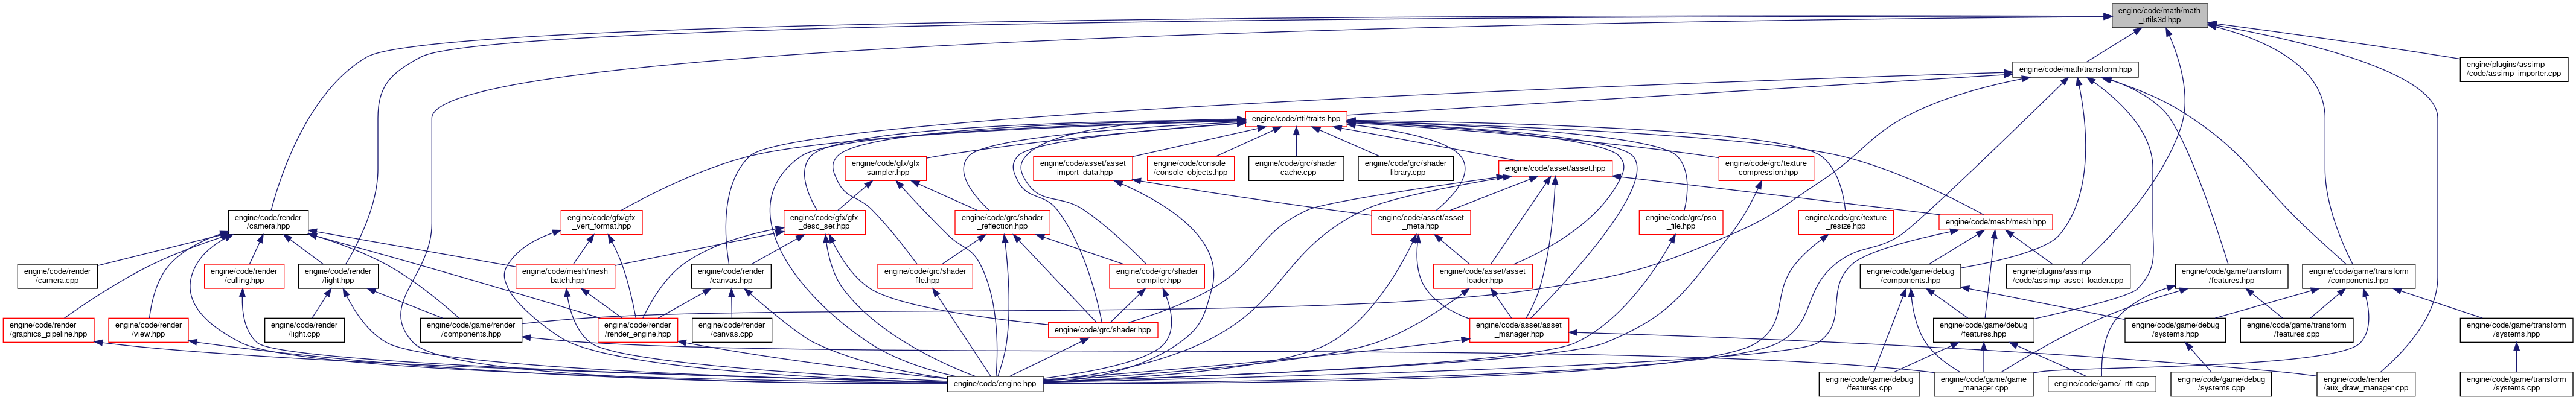 engine/code/math/math
_utils3d.hpp
engine/code/math/transform.hpp
engine/plugins/assimp
/code/assimp_importer.cpp
engine/code/rtti/traits.hpp
engine/code/gfx/gfx
_sampler.hpp
engine/code/asset/asset
_import_data.hpp
engine/code/console
/console_objects.hpp
engine/code/grc/shader
_cache.cpp
engine/code/grc/shader
_library.cpp
engine/code/asset/asset.hpp
engine/code/grc/texture
_compression.hpp
engine/code/render
/camera.hpp
engine/code/gfx/gfx
_vert_format.hpp
engine/code/gfx/gfx
_desc_set.hpp
engine/code/grc/shader
_reflection.hpp
engine/code/asset/asset
_meta.hpp
engine/code/grc/pso
_file.hpp
engine/code/grc/texture
_resize.hpp
engine/code/mesh/mesh.hpp
engine/code/render
/camera.cpp
engine/code/render
/culling.hpp
engine/code/render
/light.hpp
engine/code/mesh/mesh
_batch.hpp
engine/code/render
/canvas.hpp
engine/code/grc/shader
_file.hpp
engine/code/grc/shader
_compiler.hpp
engine/code/asset/asset
_loader.hpp
engine/code/game/debug
/components.hpp
engine/plugins/assimp
/code/assimp_asset_loader.cpp
engine/code/game/transform
/features.hpp
engine/code/game/transform
/components.hpp
engine/code/render
/graphics_pipeline.hpp
engine/code/render
/view.hpp
engine/code/render
/light.cpp
engine/code/game/render
/components.hpp
engine/code/render
/render_engine.hpp
engine/code/render
/canvas.cpp
engine/code/grc/shader.hpp
engine/code/asset/asset
_manager.hpp
engine/code/game/debug
/features.hpp
engine/code/game/debug
/systems.hpp
engine/code/game/transform
/features.cpp
engine/code/game/transform
/systems.hpp
engine/code/engine.hpp
engine/code/game/debug
/features.cpp
engine/code/game/game
_manager.cpp
engine/code/game/_rtti.cpp
engine/code/game/debug
/systems.cpp
engine/code/render
/aux_draw_manager.cpp
engine/code/game/transform
/systems.cpp